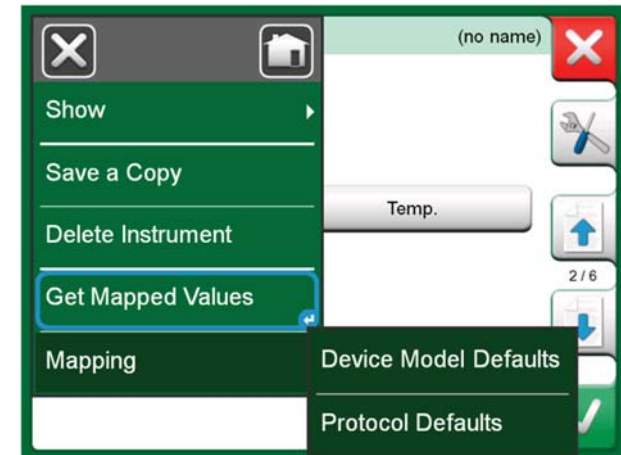 (no name)
Show
Save a Copy
Temp.
Delete Instrument
2 / 6
Get Mapped Values
Mapping
Device Model Defaults
Protocol Defaults